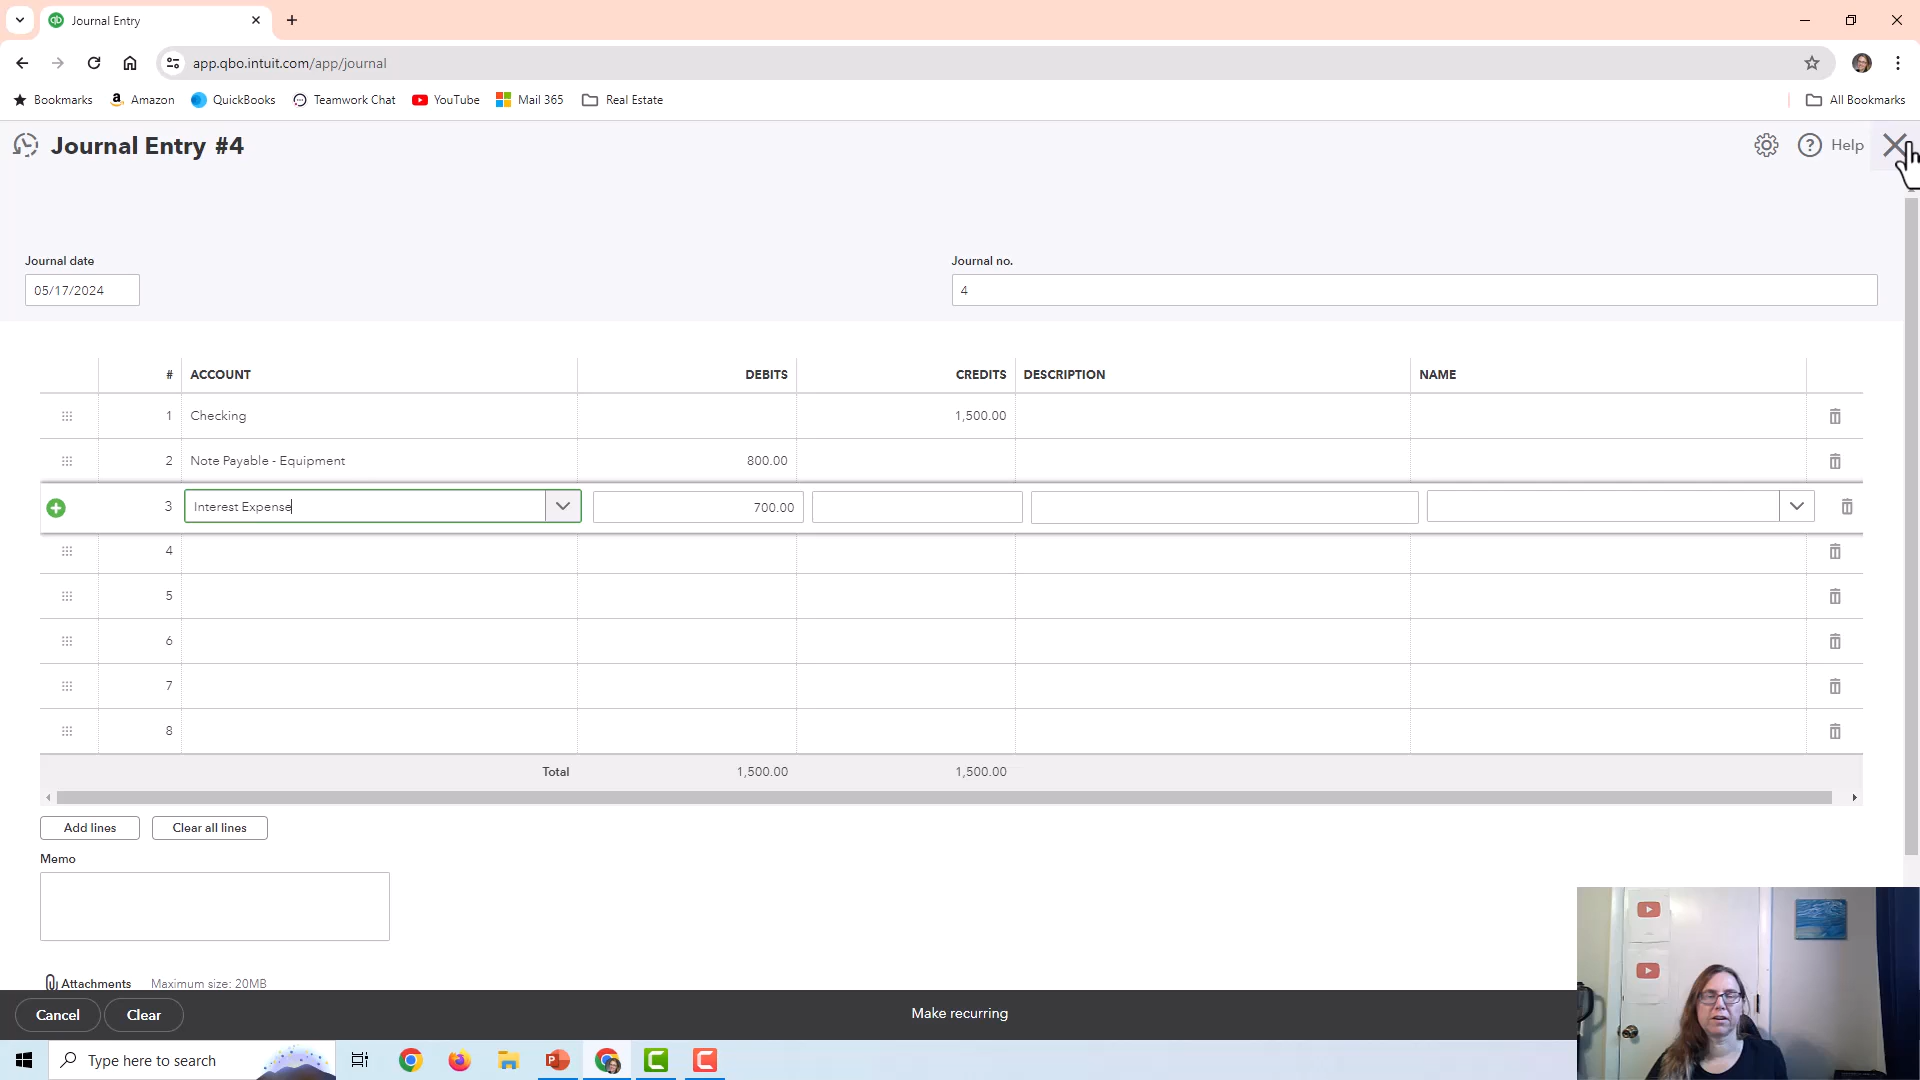 Journal Entry
app.qbo.intuit.com/app/journal
Bookmarks Amazon QuickBooks Teamwork Chat YouTube Mail 365 Real Estate All Bookmarks
Journal Entry #4 Help
Journal date Journal no.
05/17/2024 4
# ACCOUNT DEBITS CREDITS DESCRIPTION NAME
1 Checking 1,500.00
2 Note Payable - Equipment 800.00
3 Interest Expense 700.00
4
5
6
7
8
Total 1,500.00 1,500.00
Add lines Clear all lines
Memo
Attachments Maximum size: 20MB
Cancel Clear Make recurring
Type here to search